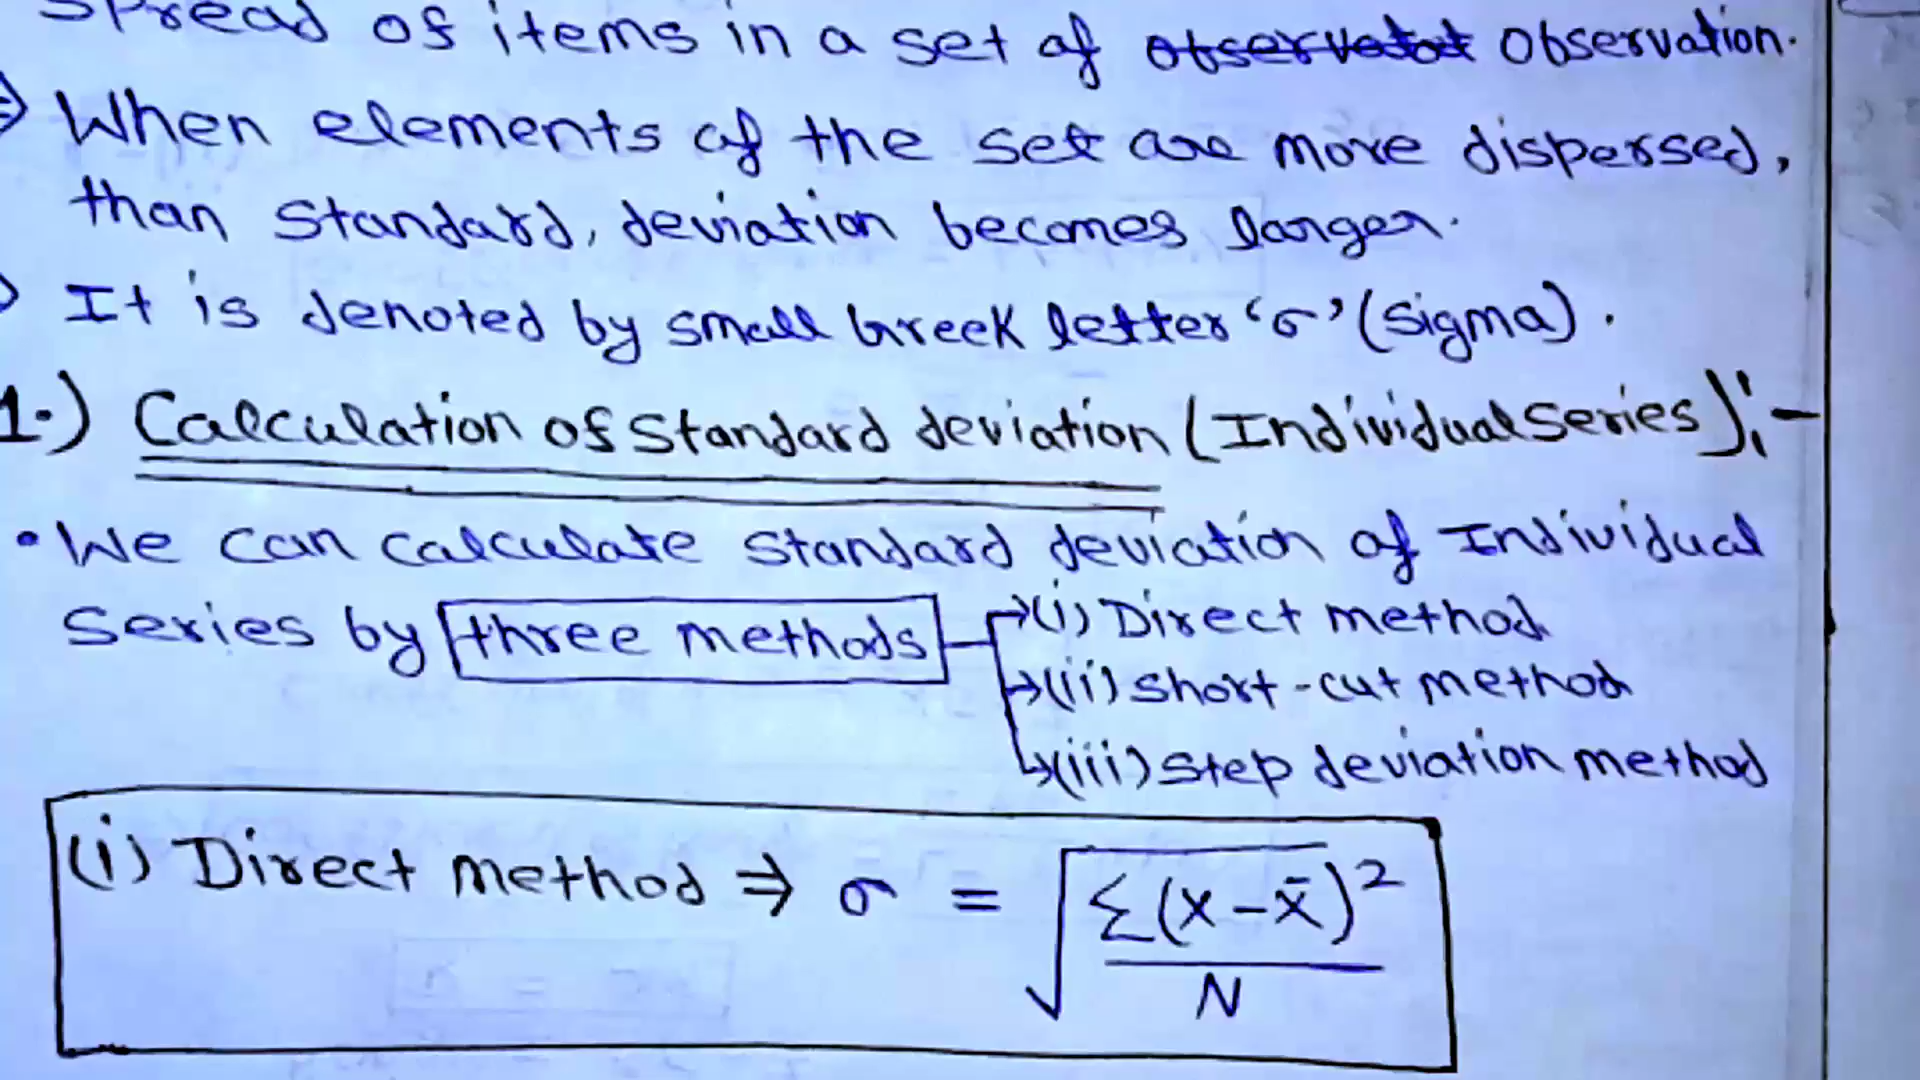 Spread of items in a set of observation.
⇒ When elements of the set are more dispersed,
than standard, deviation becomes larger.
It is denoted by small Greek letter 'σ' (sigma).
1.) Calculation of Standard deviation (Individual Series) :-
• We can calculate standard deviation of Individual
Series by three methods → (i) Direct method
→ (ii) short-cut method
→ (iii) step deviation method
(i) Direct method ⇒ σ = √(Σ(x-x̄)²/N)